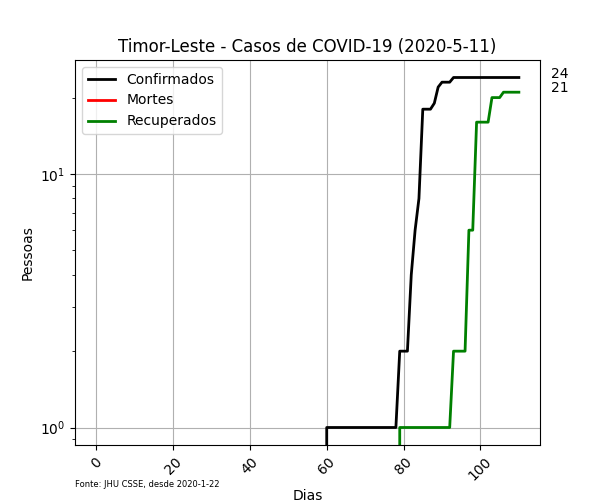 Timor-Leste - Casos de COVID-19 (2020-5-11)
Confirmados
Mortes
Recuperados
24
21
10¹
10⁰
Pessoas
0 20 40 60 80 100
Fonte: JHU CSSE, desde 2020-1-22
Dias